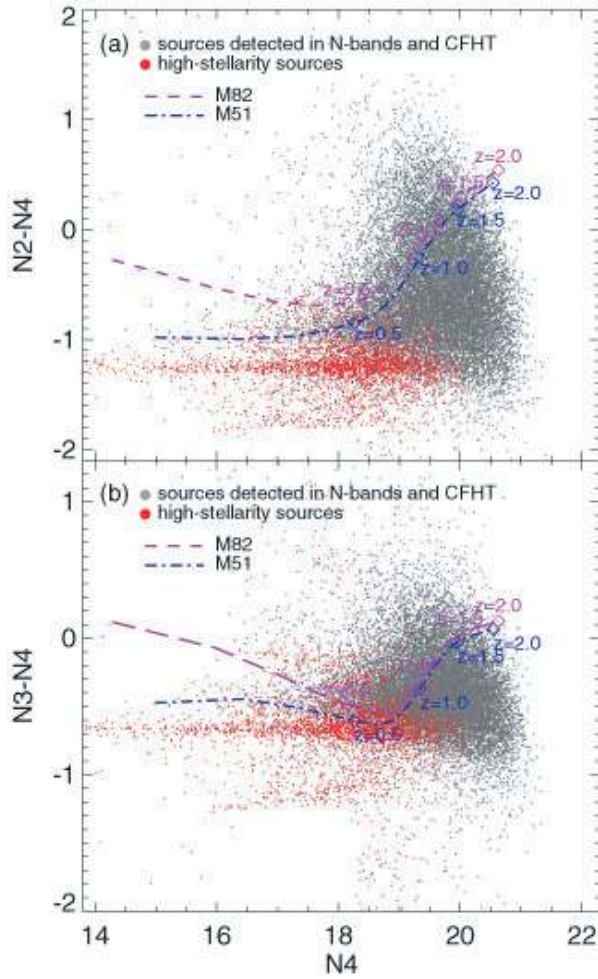 2
(a)
sources detected in N-bands and CFHT
high-stellarity sources
M82
M51
1
0
-1
-2
N2-N4
z=2.0
z=2.0
z=1.5
z=1.0
z=0.5
(b)
sources detected in N-bands and CFHT
high-stellarity sources
M82
M51
1
0
-1
-2
N3-N4
z=2.0
z=2.0
z=1.5
z=1.0
z=0.5
14 16 18 20 22
N4